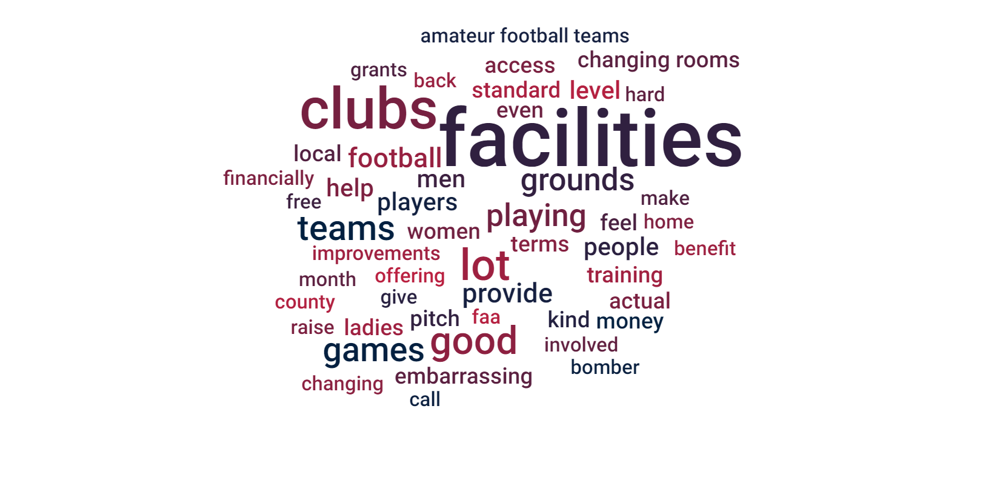 amateur football teams
changing rooms
access
grants
back
standard
level
hard
even
clubs
facilities
local
football
financially
help
men
grounds
free
players
make
teams
women
playing
feel
home
terms
people
benefit
improvements
lot
month
offering
training
county
give
provide
actual
raise
ladies
pitch
faa
kind
money
games
good
involved
bomber
changing
embarrassing
call